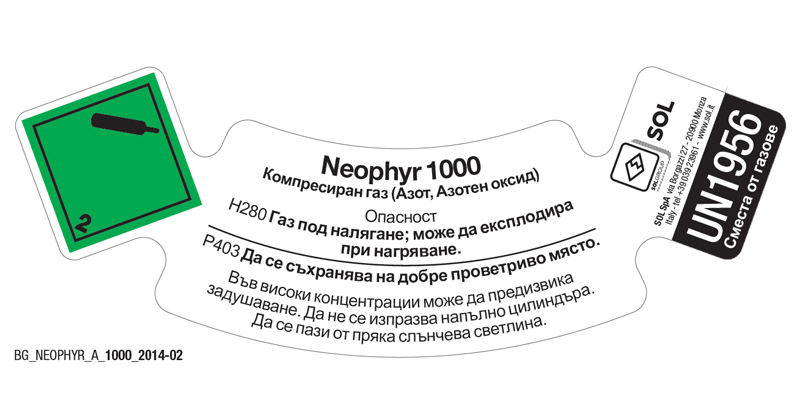 2
Neophyr 1000
Компресиран газ (Азот, Азотен оксид)
Опасност
H280 Газ под налягане; може да експлодира
при нагряване.
P403 Да се съхранява на добре проветриво място.
Във високи концентрации може да предизвика
задушаване. Да не се изпразва напълно цилиндъра.
Да се пази от пряка слънчева светлина.
SOL
SOLGROUP
SOL SpA via Borgazzi 27 - 20900 Monza
Italy - tel +39 039 23961 - www.sol.it
UN1956
Сместа от газове
BG_NEOPHYR_A_1000_2014-02